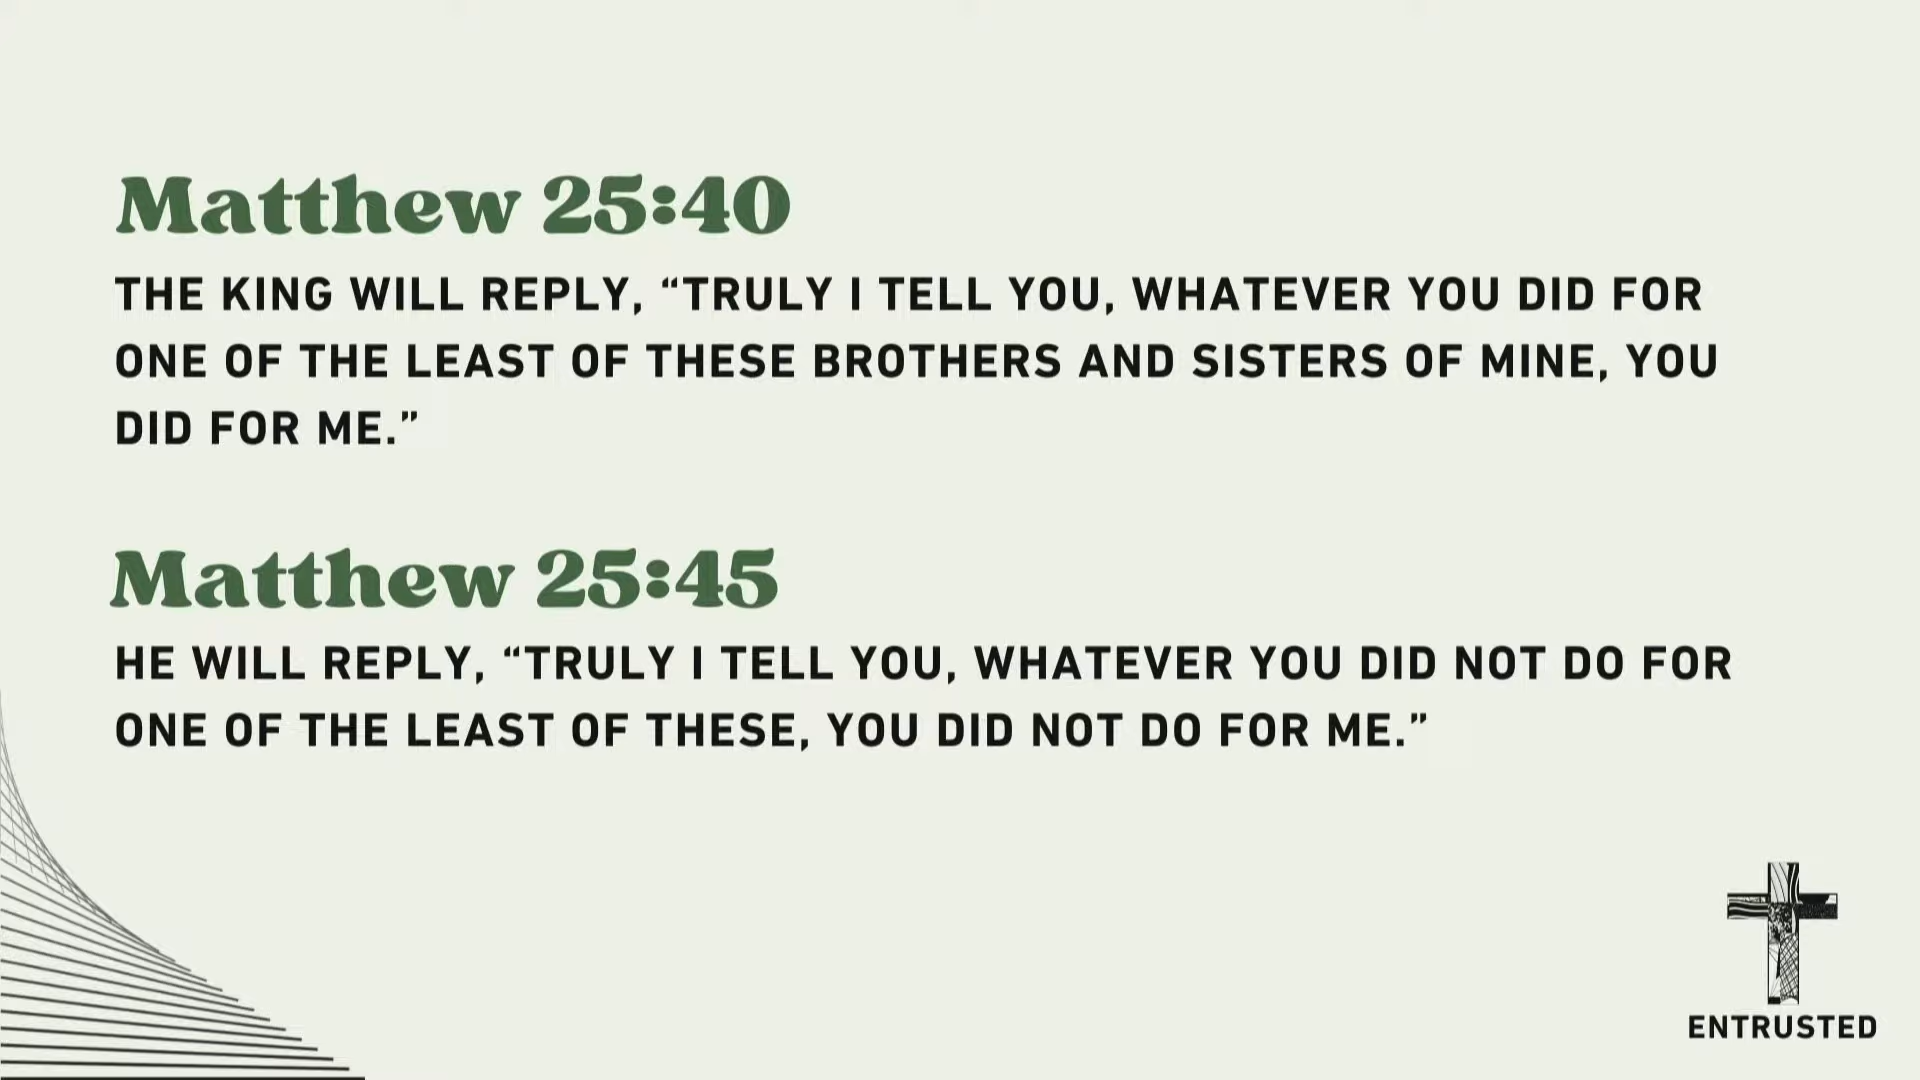 Matthew 25:40
THE KING WILL REPLY, “TRULY I TELL YOU, WHATEVER YOU DID FOR
ONE OF THE LEAST OF THESE BROTHERS AND SISTERS OF MINE, YOU
DID FOR ME.”
Matthew 25:45
HE WILL REPLY, “TRULY I TELL YOU, WHATEVER YOU DID NOT DO FOR
ONE OF THE LEAST OF THESE, YOU DID NOT DO FOR ME.”
ENTRUSTED